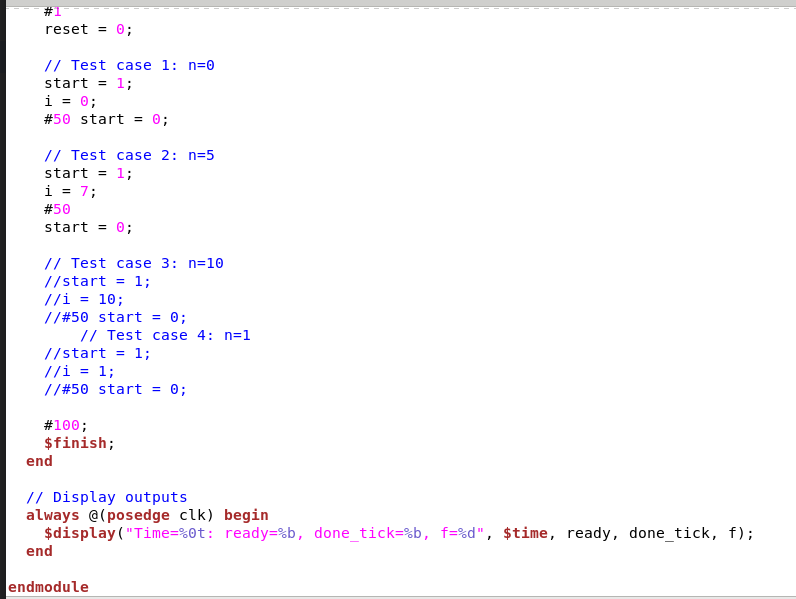 #1
reset = 0;
// Test case 1: n=0
start = 1;
i = 0;
#50 start = 0;
// Test case 2: n=5
start = 1;
i = 7;
#50
start = 0;
// Test case 3: n=10
//start = 1;
//i = 10;
//#50 start = 0;
// Test case 4: n=1
//start = 1;
//i = 1;
//#50 start = 0;
#100;
$finish;
end
// Display outputs
always @(posedge clk) begin
$display("Time=%0t: ready=%b, done_tick=%b, f=%d", $time, ready, done_tick, f);
end
endmodule